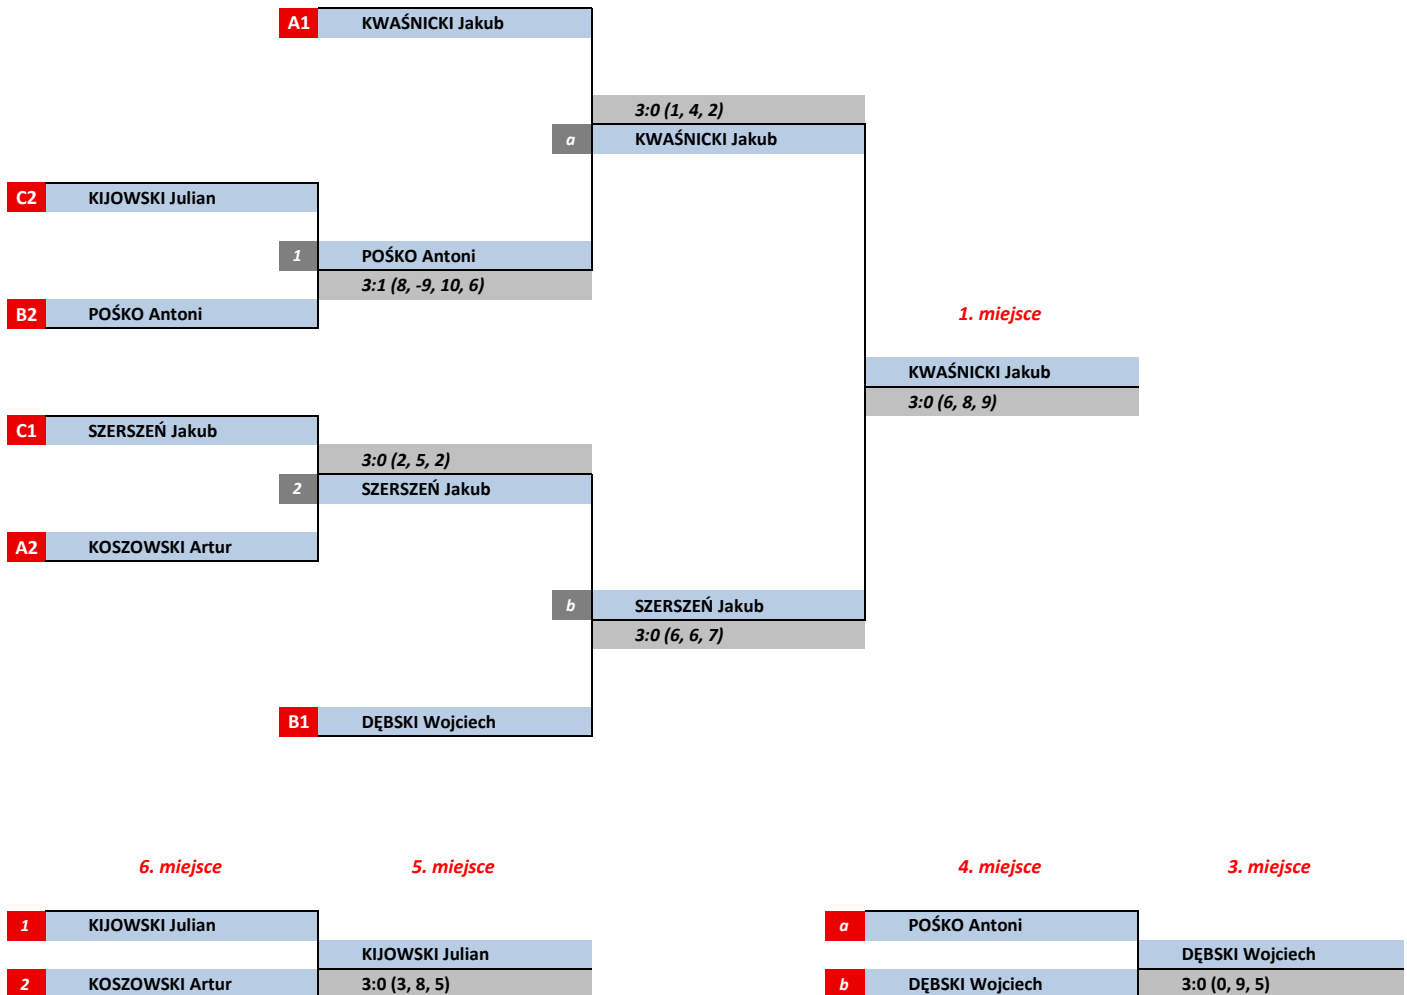 A1 KWAŚNICKI Jakub
3:0 (1, 4, 2)
a KWAŚNICKI Jakub
C2 KIJOWSKI Julian
1 POŚKO Antoni
3:1 (8, -9, 10, 6)
B2 POŚKO Antoni
1. miejsce
KWAŚNICKI Jakub
3:0 (6, 8, 9)
C1 SZERSZEŃ Jakub
3:0 (2, 5, 2)
2 SZERSZEŃ Jakub
A2 KOSZOWSKI Artur
b SZERSZEŃ Jakub
3:0 (6, 6, 7)
B1 DĘBSKI Wojciech
6. miejsce 5. miejsce 4. miejsce 3. miejsce
1 KIJOWSKI Julian a POŚKO Antoni
KIJOWSKI Julian DĘBSKI Wojciech
2 KOSZOWSKI Artur 3:0 (3, 8, 5) b DĘBSKI Wojciech 3:0 (0, 9, 5)